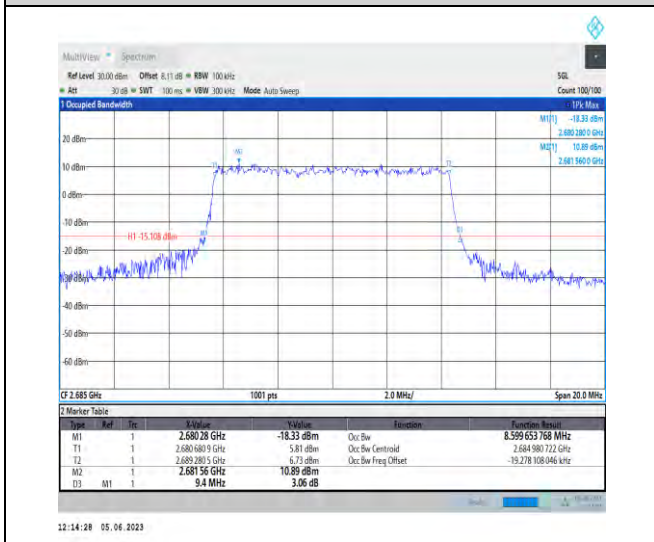 MultiView Spectrum
Ref Level 30.00 dBm Offset 8.11 dB RBW 100 kHz SGL
Att 30 dB SWT 100 ms VBW 300 kHz Mode Auto Sweep Count 100/100
1 Occupied Bandwidth 1Pk Max
M1[1] -18.33 dBm
2.680 280 0 GHz
M2[1] 10.89 dBm
2.681 560 0 GHz
20 dBm
10 dBm
T1 M2 T2
0 dBm
-10 dBm
H1 -15.108 dBm
M1 D3
-20 dBm
-30 dBm
-40 dBm
-50 dBm
-60 dBm
CF 2.685 GHz 1001 pts 2.0 MHz/ Span 20.0 MHz
2 Marker Table
Type Ref Trc X-Value Y-Value Function Function Result
M1 1 2.680 28 GHz -18.33 dBm Occ Bw 8.599 653 768 MHz
T1 1 2.680 680 9 GHz 5.81 dBm Occ Bw Centroid 2.684 980 722 GHz
T2 1 2.689 280 5 GHz 6.73 dBm Occ Bw Freq Offset -19.278 108 046 kHz
M2 1 2.681 56 GHz 10.89 dBm
D3 M1 1 9.4 MHz 3.06 dB
12:14:28 05.06.2023